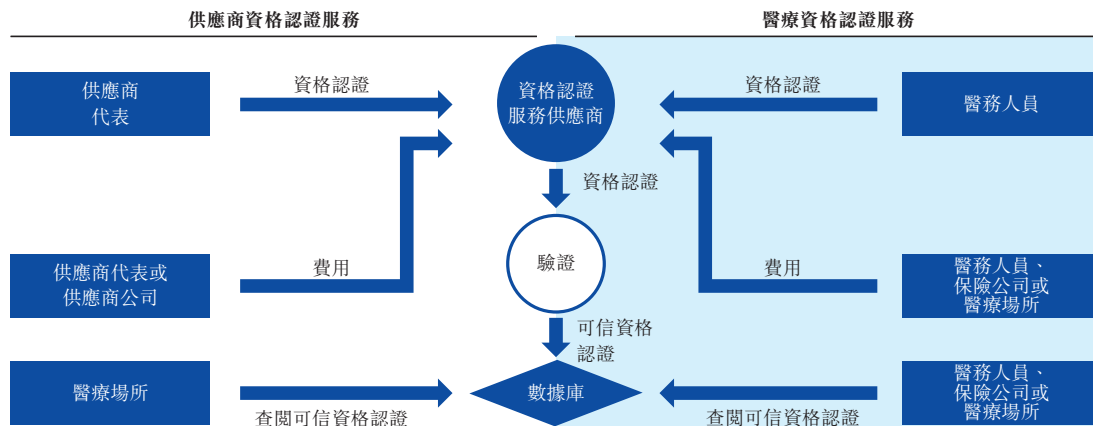 供應商資格認證服務
醫療資格認證服務
供應商
代表
資格認證
資格認證
服務供應商
資格認證
醫務人員
資格認證
供應商代表或
供應商公司
費用
驗證
費用
醫務人員、
保險公司或
醫療場所
可信資格
認證
醫療場所
查閱可信資格認證
數據庫
查閱可信資格認證
醫務人員、
保險公司或
醫療場所